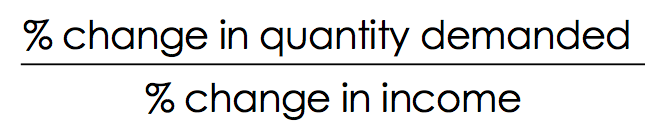 % change in quantity demanded
% change in income